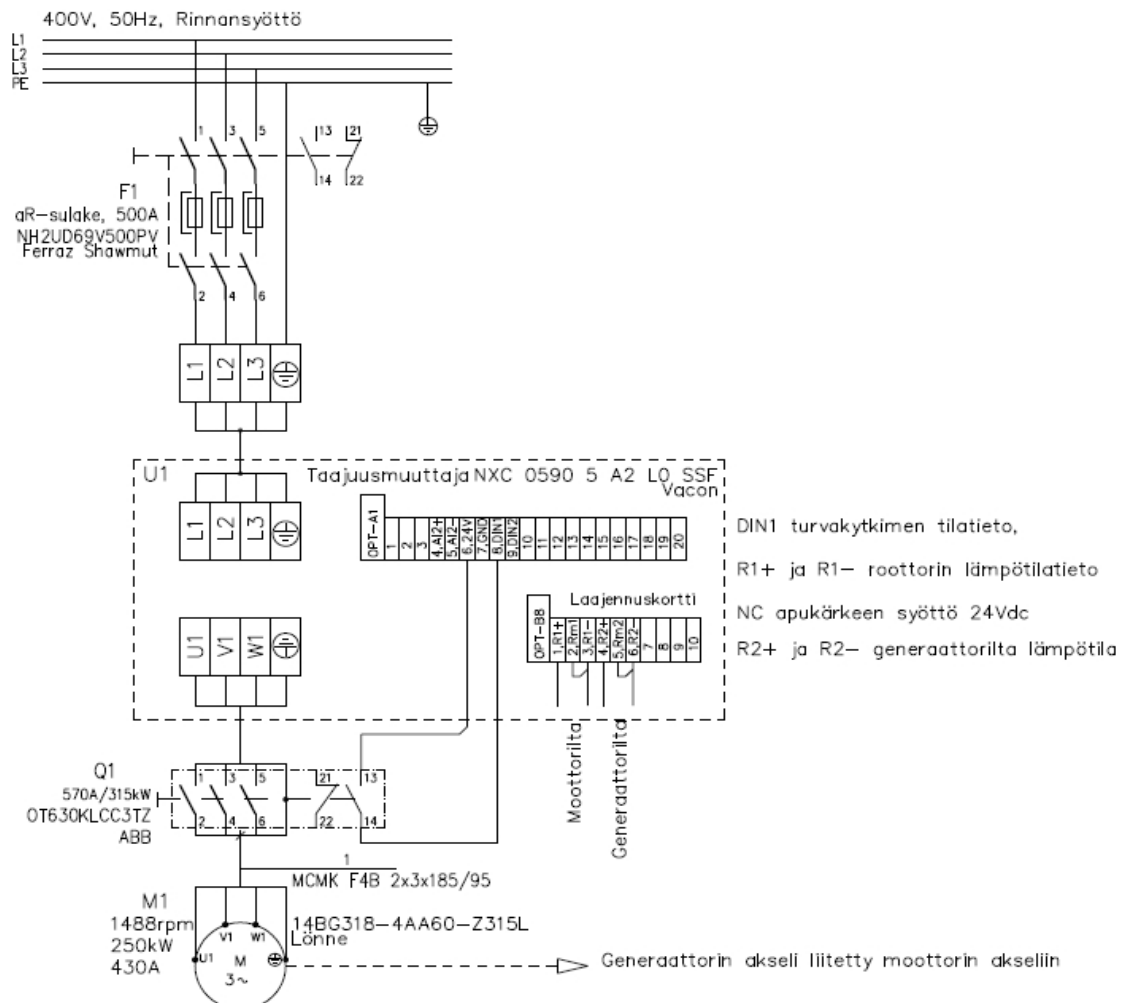 400V, 50Hz, Rinnansyöttö
L1
L2
L3
PE
1 3 5 13 21
14 22
F1
aR-sulake, 500A
NH2UD69V500PV
Ferraz Shawmut
2 4 6
L1 L2 L3
U1 Taajuusmuuttaja NXC 0590 5 A2 L0 SSF
Vacon
L1 L2 L3
OPT-A1 1 2 3 4,AI2+ 5,AI2- 6,24V 7,GND 8,DIN1 9,DIN2 10 11 12 13 14 15 16 17 18 19 20
DIN1 turvakytkimen tilatieto,
R1+ ja R1- roottorin lämpötilatieto
Laajennuskortti
NC apukärkeen syöttö 24Vdc
OPT-B8 1,R1+ 2,Rm1 3,R1- 4,R2+ 5,Rm2 6,R2- 7 8 9 10
R2+ ja R2- generaattorilta lämpötila
U1 V1 W1
Moottorilta
Generaattorilta
Q1
570A/315kW
OT630KLCC3TZ
ABB
1 3 5 21 13
2 4 6 22 14
1
MCMK F4B 2x3x185/95
M1
1488rpm
250kW
430A
14BG318-4AA60-Z315L
Lönne
V1 W1
U1 M
3~
Generaattorin akseli liitetty moottorin akseliin